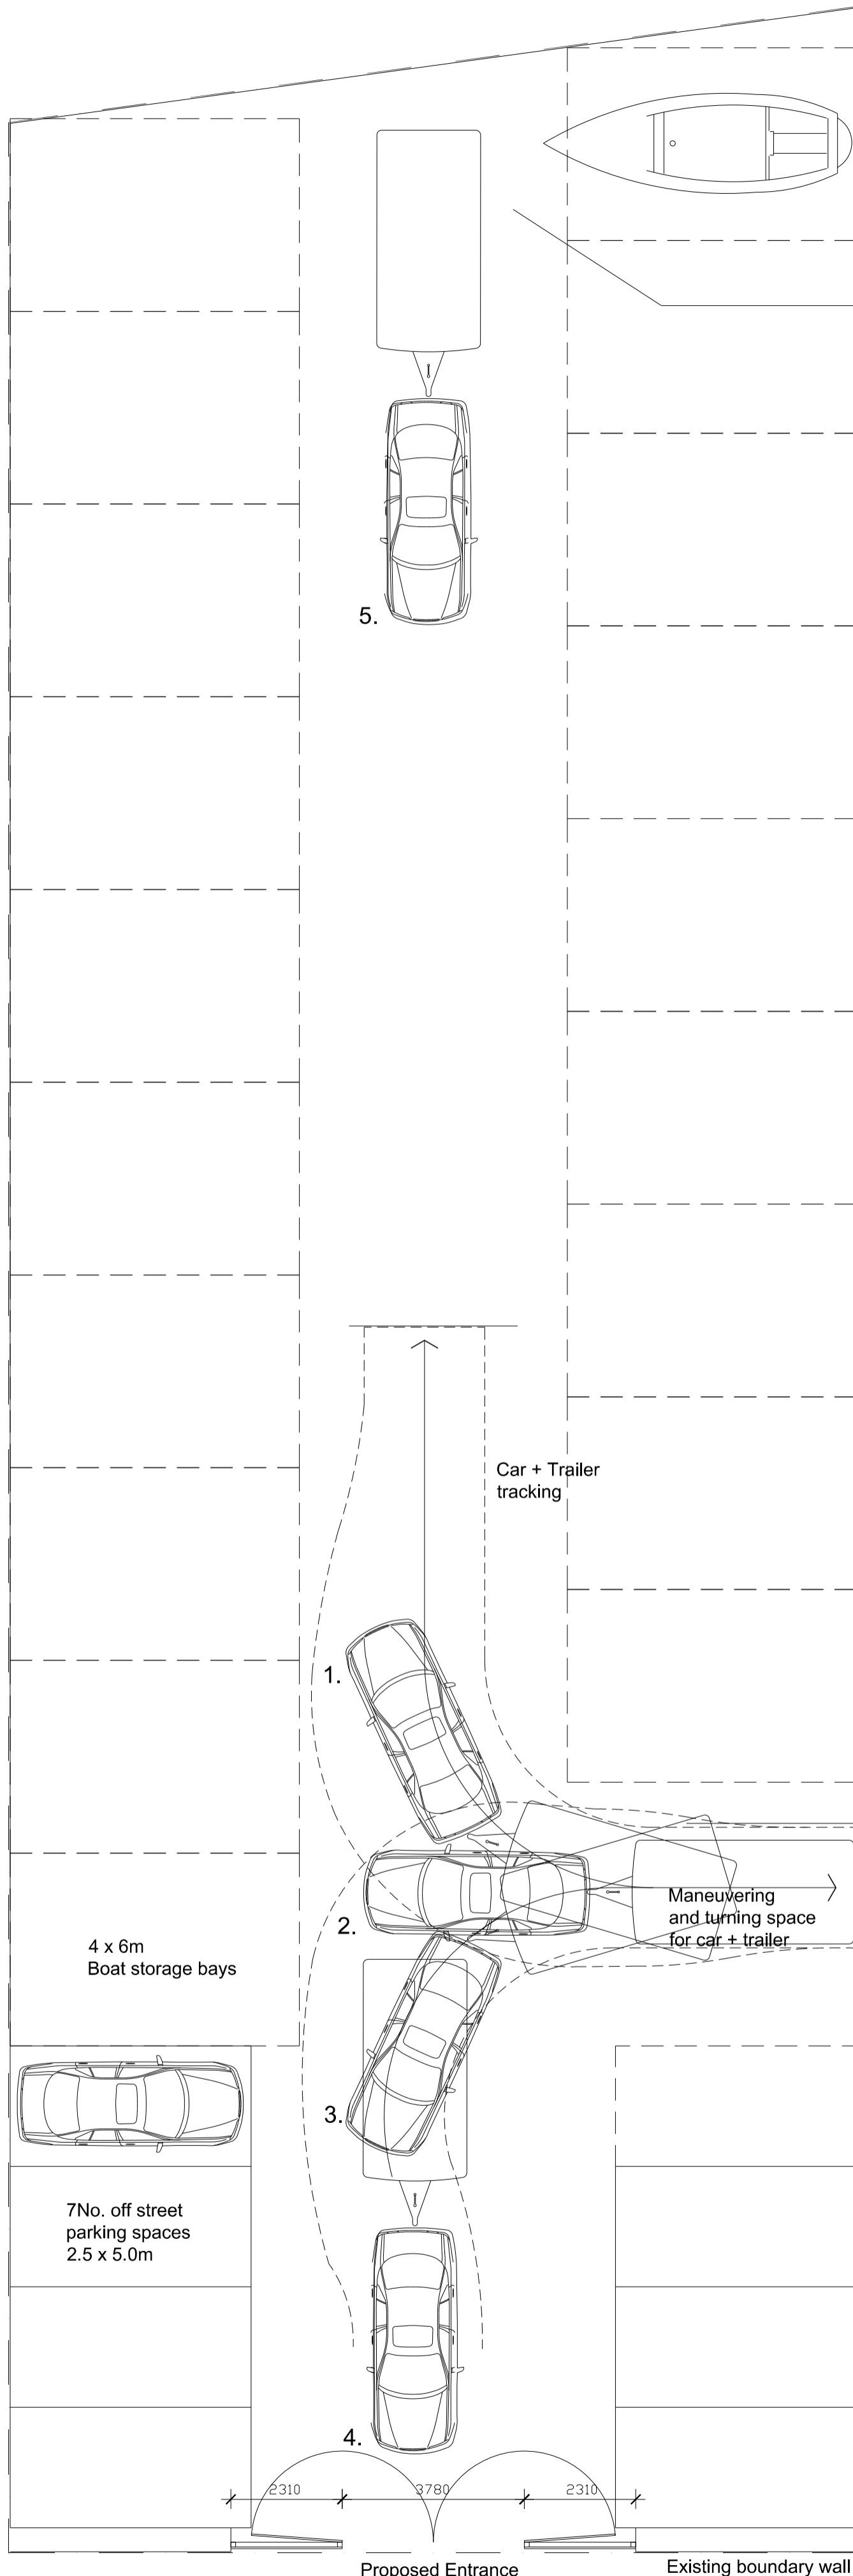 5.
Car + Trailer
tracking
1.
Maneuvering
and turning space
for car + trailer
2.
4 x 6m
Boat storage bays
3.
7No. off street
parking spaces
2.5 x 5.0m
4.
2310
3780
2310
Proposed Entrance
Existing boundary wall